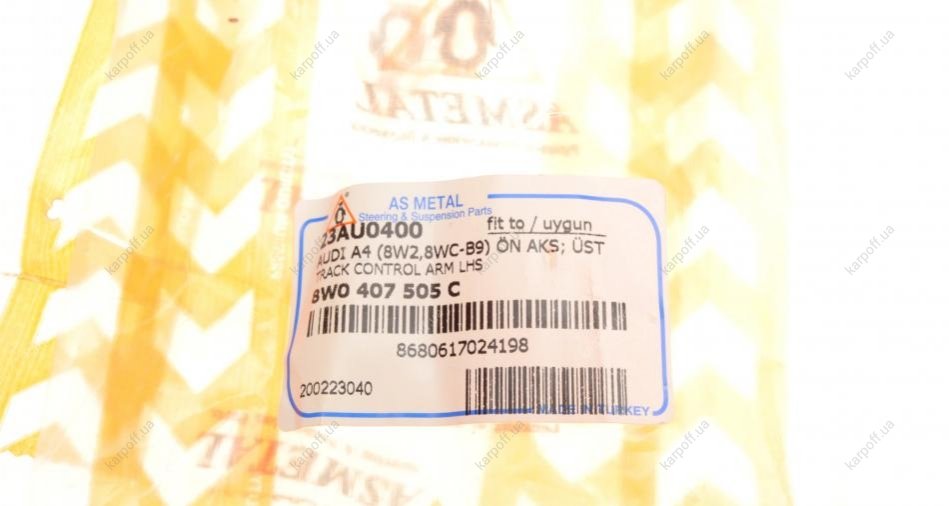 karpoff.ua
ASMETAL
AS METAL
Steering & Suspension Parts
23AU0400 fit to / uygun
AUDI A4 (8W2,8WC-B9) ÖN AKS; ÜST
TRACK CONTROL ARM LHS
8W0 407 505 C
8680617024198
200223040
MADE IN TURKEY
ASMETAL